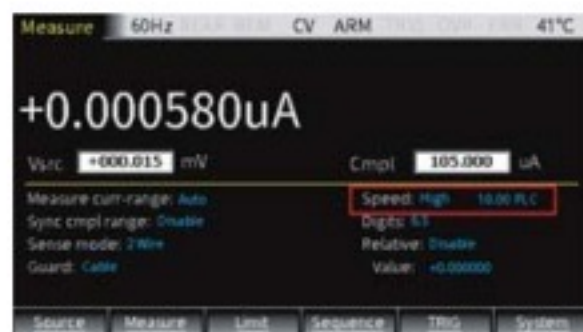 Measure 60Hz CV ARM 41°C
+0.000580uA
Vsrc +000.015 mV Cmpl 105.000 uA
Measure curr-range: Auto Speed: High 10.00 PLC
Sync cmpl range: Disable Digits: 6.5
Sense mode: 2Wire Relative: Disable
Guard: Cable Value: +0.000000
Source Measure Limit Sequence TRIG System